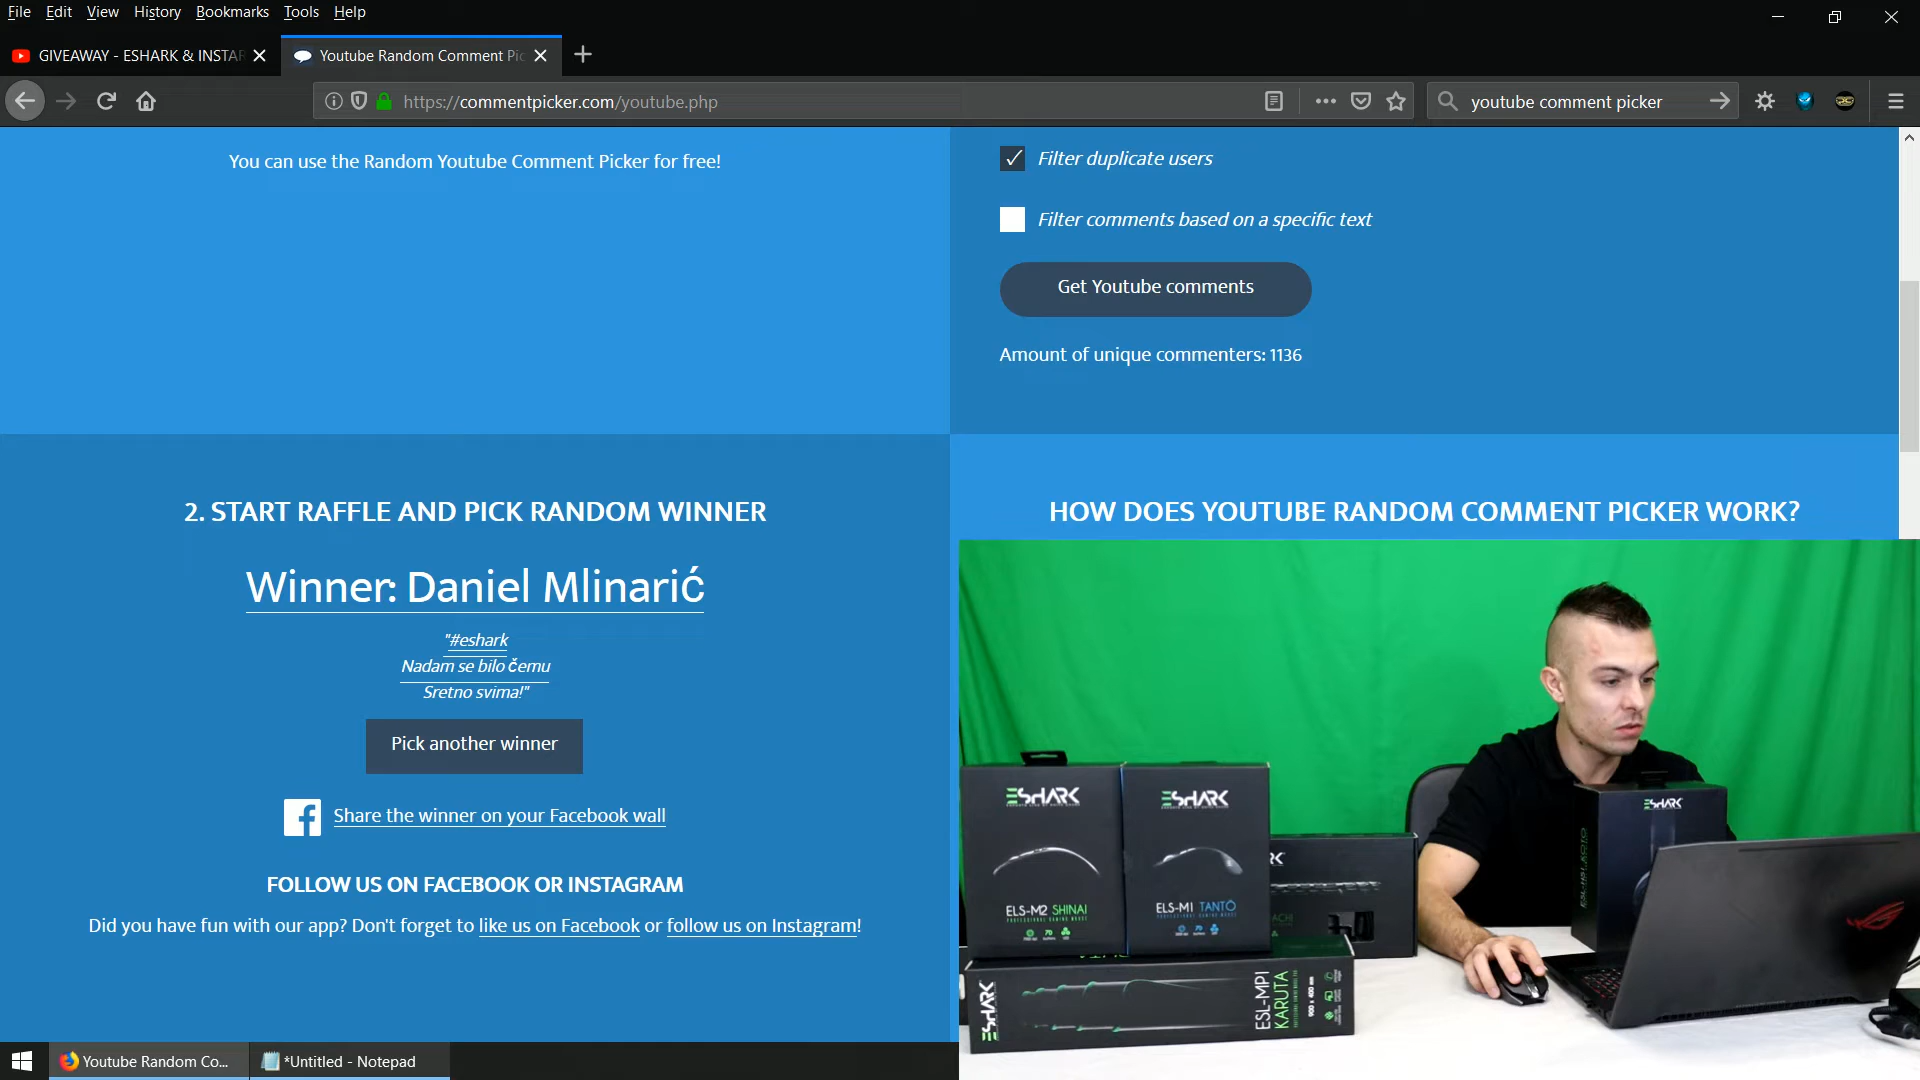 File Edit View History Bookmarks Tools Help
GIVEAWAY - ESHARK & INSTAR
Youtube Random Comment Pic
https://commentpicker.com/youtube.php
youtube comment picker
You can use the Random Youtube Comment Picker for free!
Filter duplicate users
Filter comments based on a specific text
Get Youtube comments
Amount of unique commenters: 1136
2. START RAFFLE AND PICK RANDOM WINNER
Winner: Daniel Mlinarić
"#eshark
Nadam se bilo čemu
Sretno svima!"
Pick another winner
Share the winner on your Facebook wall
FOLLOW US ON FACEBOOK OR INSTAGRAM
Did you have fun with our app? Don't forget to like us on Facebook or follow us on Instagram!
HOW DOES YOUTUBE RANDOM COMMENT PICKER WORK?
ESHARK
ELS-M2 SHINAI
ESHARK
ELS-M1 TANTŌ
ESHARK
ESHARK
ESL-MP1
KARUTA
900 x 400 mm
Youtube Random Co...
*Untitled - Notepad